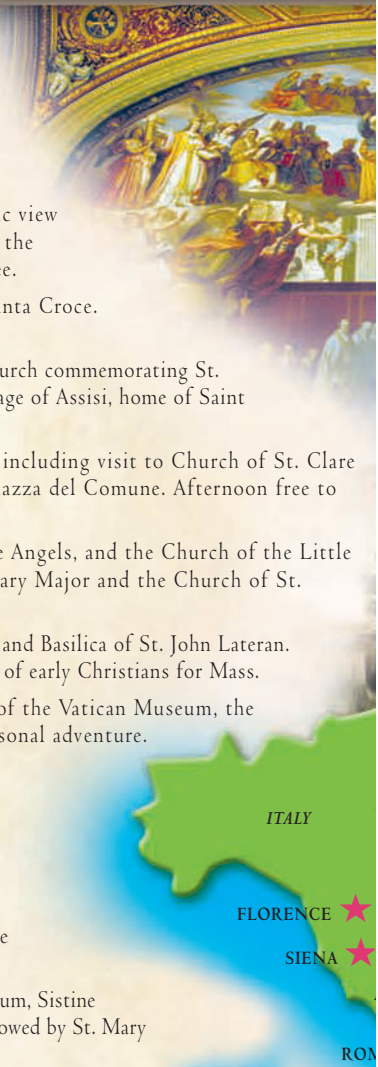 view
the
nta Croce.
urch commemorating St.
age of Assisi, home of Saint
including visit to Church of St. Clare
iazza del Comune. Afternoon free to
e Angels, and the Church of the Little
ary Major and the Church of St.
and Basilica of St. John Lateran.
of early Christians for Mass.
of the Vatican Museum, the
sonal adventure.
ITALY
FLORENCE
e
SIENA
um, Sistine
owed by St. Mary
ROM